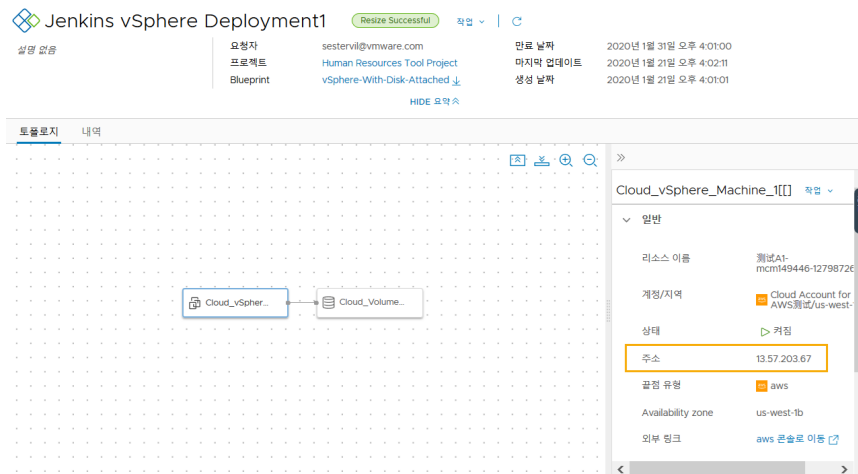 Jenkins vSphere Deployment1 Resize Successful 작업
설명 없음
요청자 sestervil@vmware.com 만료 날짜 2020년 1월 31일 오후 4:01:00
프로젝트 Human Resources Tool Project 마지막 업데이트 2020년 1월 21일 오후 4:02:11
Blueprint vSphere-With-Disk-Attached 생성 날짜 2020년 1월 21일 오후 4:01:01
HIDE 요약
토폴로지 내역
Cloud_vSpher...
Cloud_Volume...
Cloud_vSphere_Machine_1[[] 작업
일반
리소스 이름 测试A1-
mcm149446-12798726
계정/지역 Cloud Account for
AWS测试/us-west-
상태 켜짐
주소 13.57.203.67
끝점 유형 aws
Availability zone us-west-1b
외부 링크 aws 콘솔로 이동